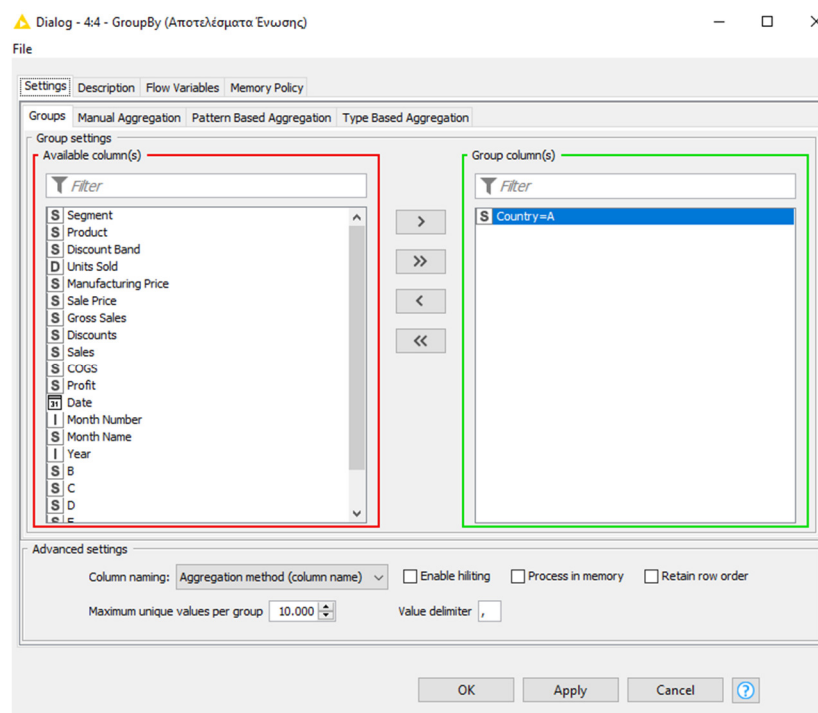 Dialog - 4:4 - GroupBy (Αποτελέσματα Ένωσης)
File
Settings Description Flow Variables Memory Policy
Groups Manual Aggregation Pattern Based Aggregation Type Based Aggregation
Group settings
Available column(s)
Group column(s)
Filter
Filter
S Segment
S Product
S Discount Band
D Units Sold
S Manufacturing Price
S Sale Price
S Gross Sales
S Discounts
S Sales
S COGS
S Profit
31 Date
I Month Number
S Month Name
I Year
S B
S C
S D
>
>>
<
<<
S Country=A
Advanced settings
Column naming: Aggregation method (column name) Enable hiliting Process in memory Retain row order
Maximum unique values per group 10.000 Value delimiter ,
OK Apply Cancel ?